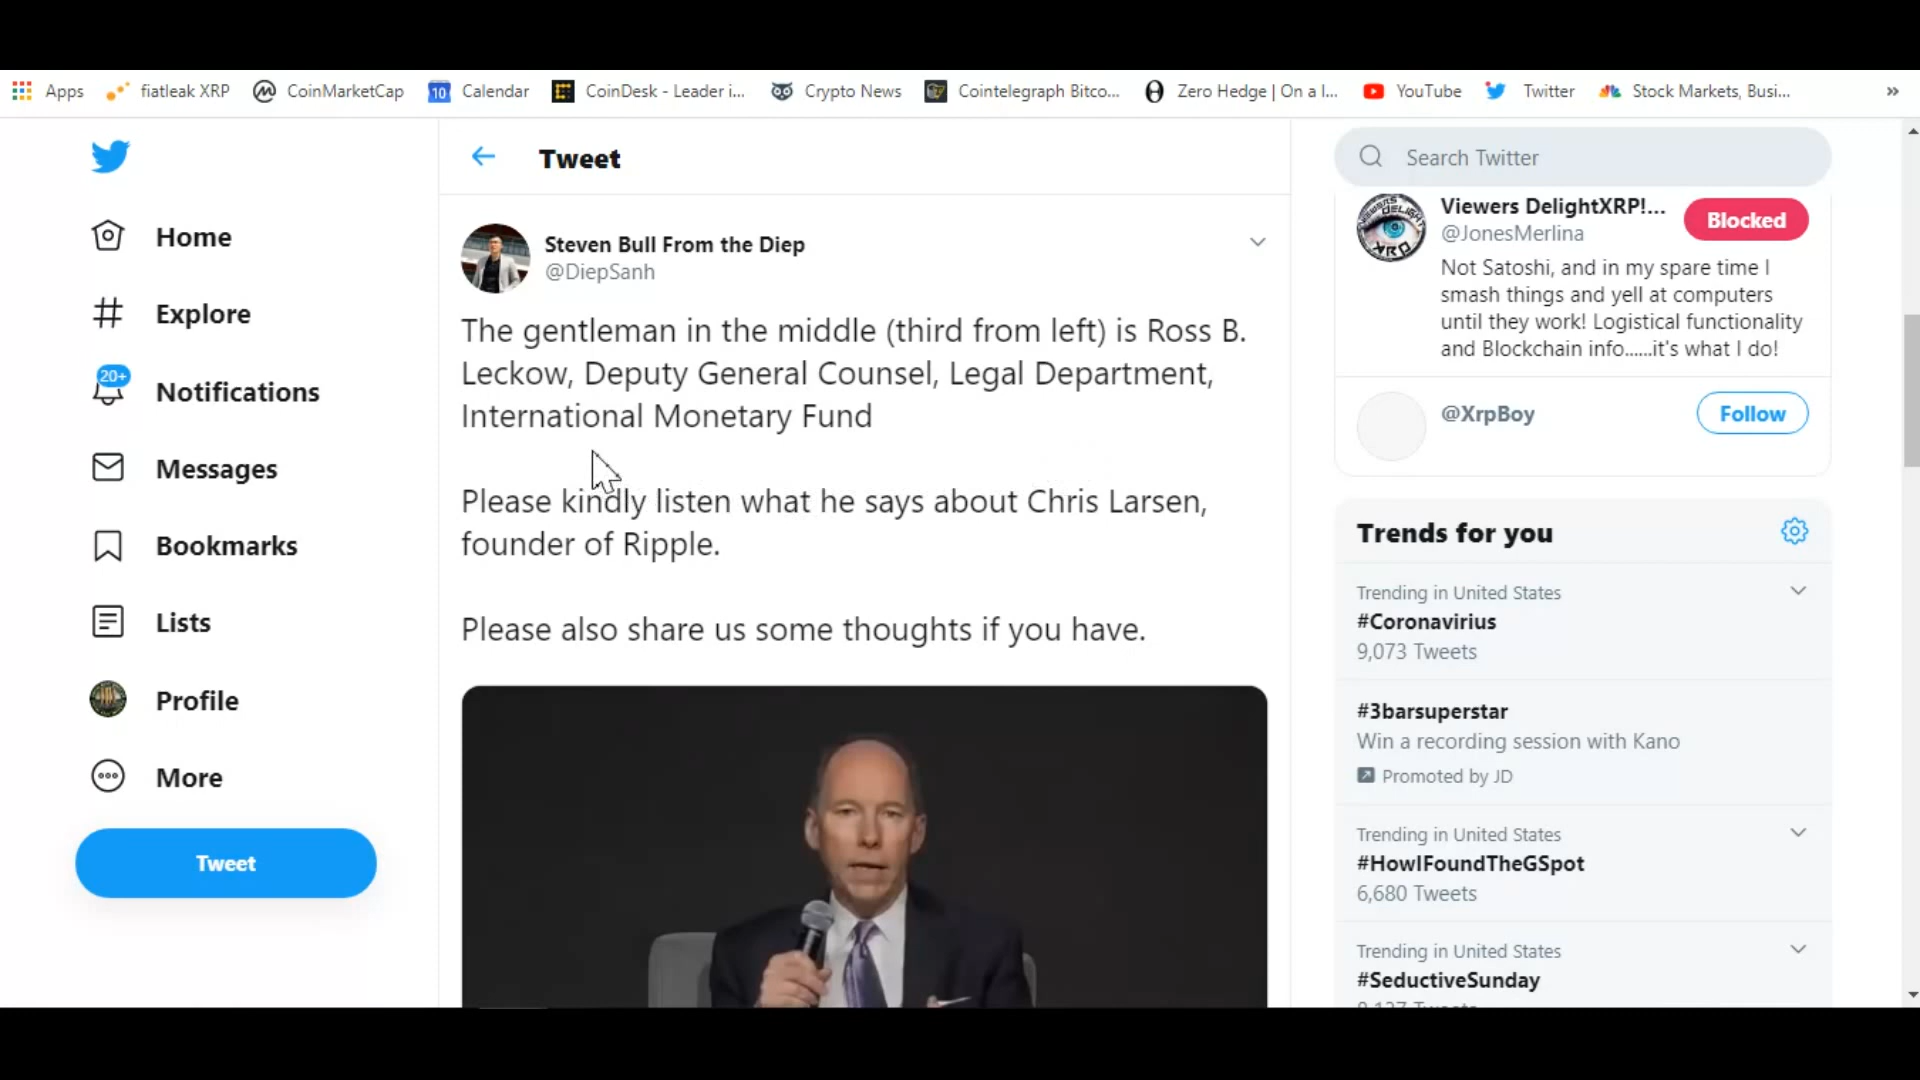 Apps fiatleak XRP CoinMarketCap 10 Calendar CoinDesk - Leader i... Crypto News Cointelegraph Bitco... Zero Hedge | On a l... YouTube Twitter Stock Markets, Busi... »
Home
Explore
20+
Notifications
Messages
Bookmarks
Lists
Profile
More
Tweet
Tweet
Steven Bull From the Diep
@DiepSanh
The gentleman in the middle (third from left) is Ross B.
Leckow, Deputy General Counsel, Legal Department,
International Monetary Fund
Please kindly listen what he says about Chris Larsen,
founder of Ripple.
Please also share us some thoughts if you have.
Search Twitter
VIEWERS DELIGHT
XRP
Viewers DelightXRP!...
Blocked
@JonesMerlina
Not Satoshi, and in my spare time I
smash things and yell at computers
until they work! Logistical functionality
and Blockchain info......it's what I do!
@XrpBoy
Follow
Trends for you
Trending in United States
#Coronavirius
9,073 Tweets
#3barsuperstar
Win a recording session with Kano
Promoted by JD
Trending in United States
#HowIFoundTheGSpot
6,680 Tweets
Trending in United States
#SeductiveSunday